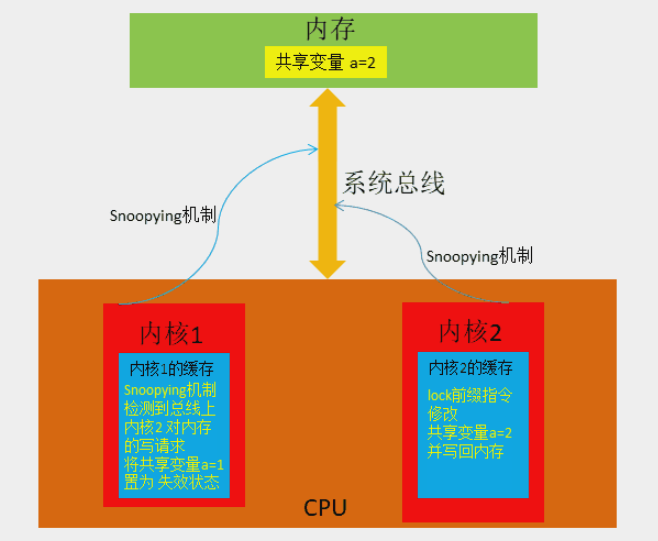 内存
共享变量 a=2
系统总线
Snoopying机制
Snoopying机制
内核1
内核1的缓存
Snoopying机制
检测到总线上
内核2 对内存
的写请求
将共享变量a=1
置为 失效状态
内核2
内核2的缓存
lock前缀指令
修改
共享变量a=2
并写回内存
CPU